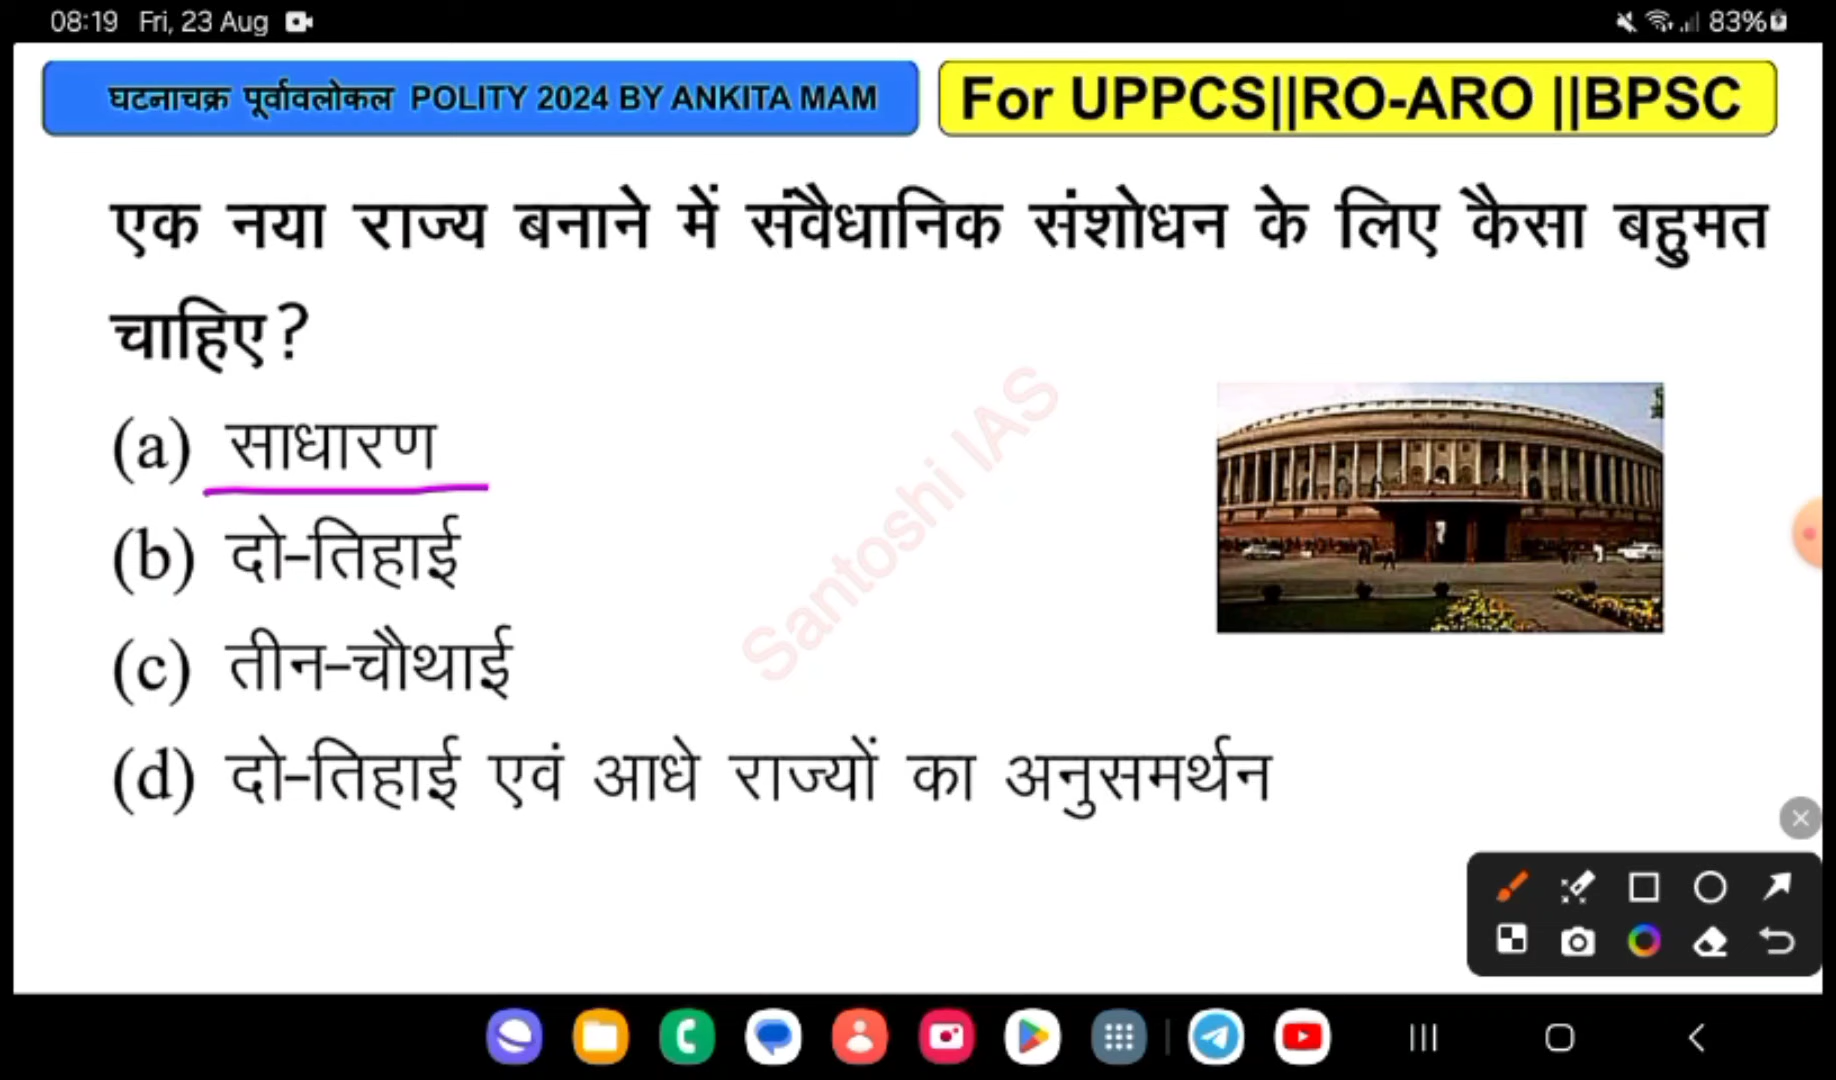 08:19 Fri, 23 Aug
83%
घटनाचक्र पूर्वावलोकल POLITY 2024 BY ANKITA MAM
For UPPCS||RO-ARO ||BPSC
एक नया राज्य बनाने में संवैधानिक संशोधन के लिए कैसा बहुमत
चाहिए?
(a) साधारण
(b) दो-तिहाई
(c) तीन-चौथाई
(d) दो-तिहाई एवं आधे राज्यों का अनुसमर्थन
Santoshi IAS